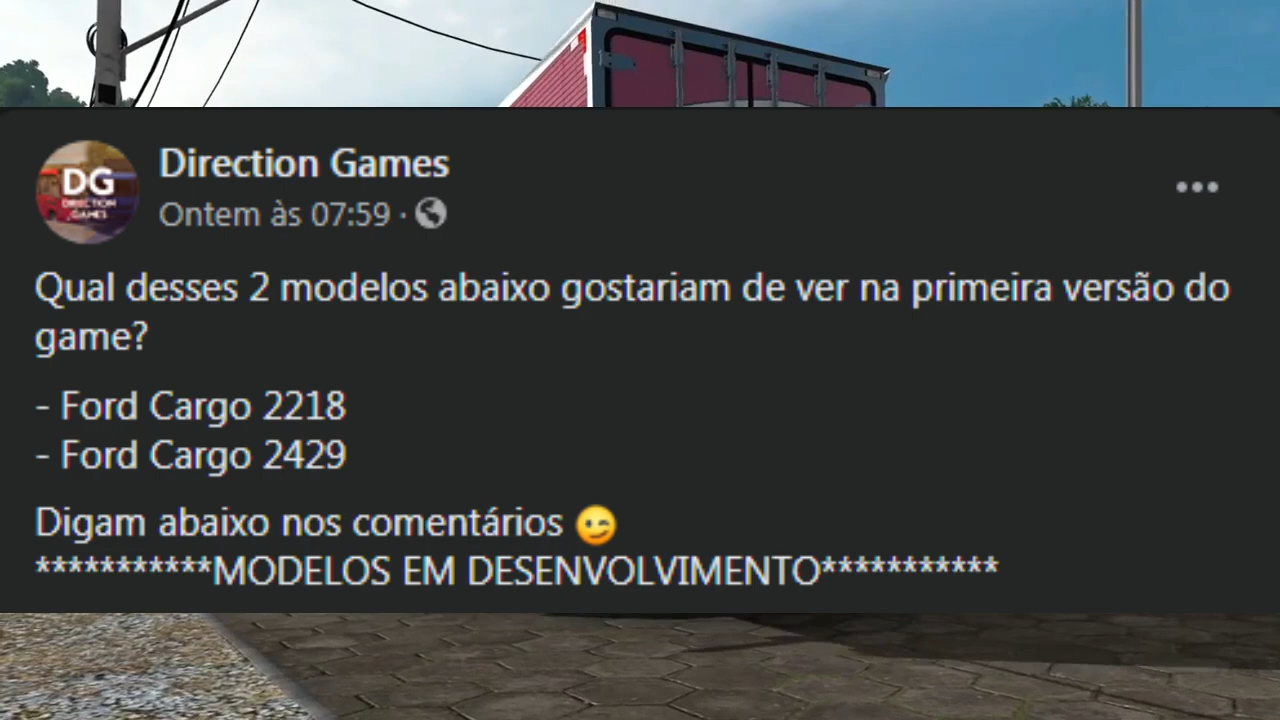 DG
DIRECTION
GAMES
Direction Games
Ontem às 07:59 ·
Qual desses 2 modelos abaixo gostariam de ver na primeira versão do
game?
- Ford Cargo 2218
- Ford Cargo 2429
Digam abaixo nos comentários 😉
***********MODELOS EM DESENVOLVIMENTO***********